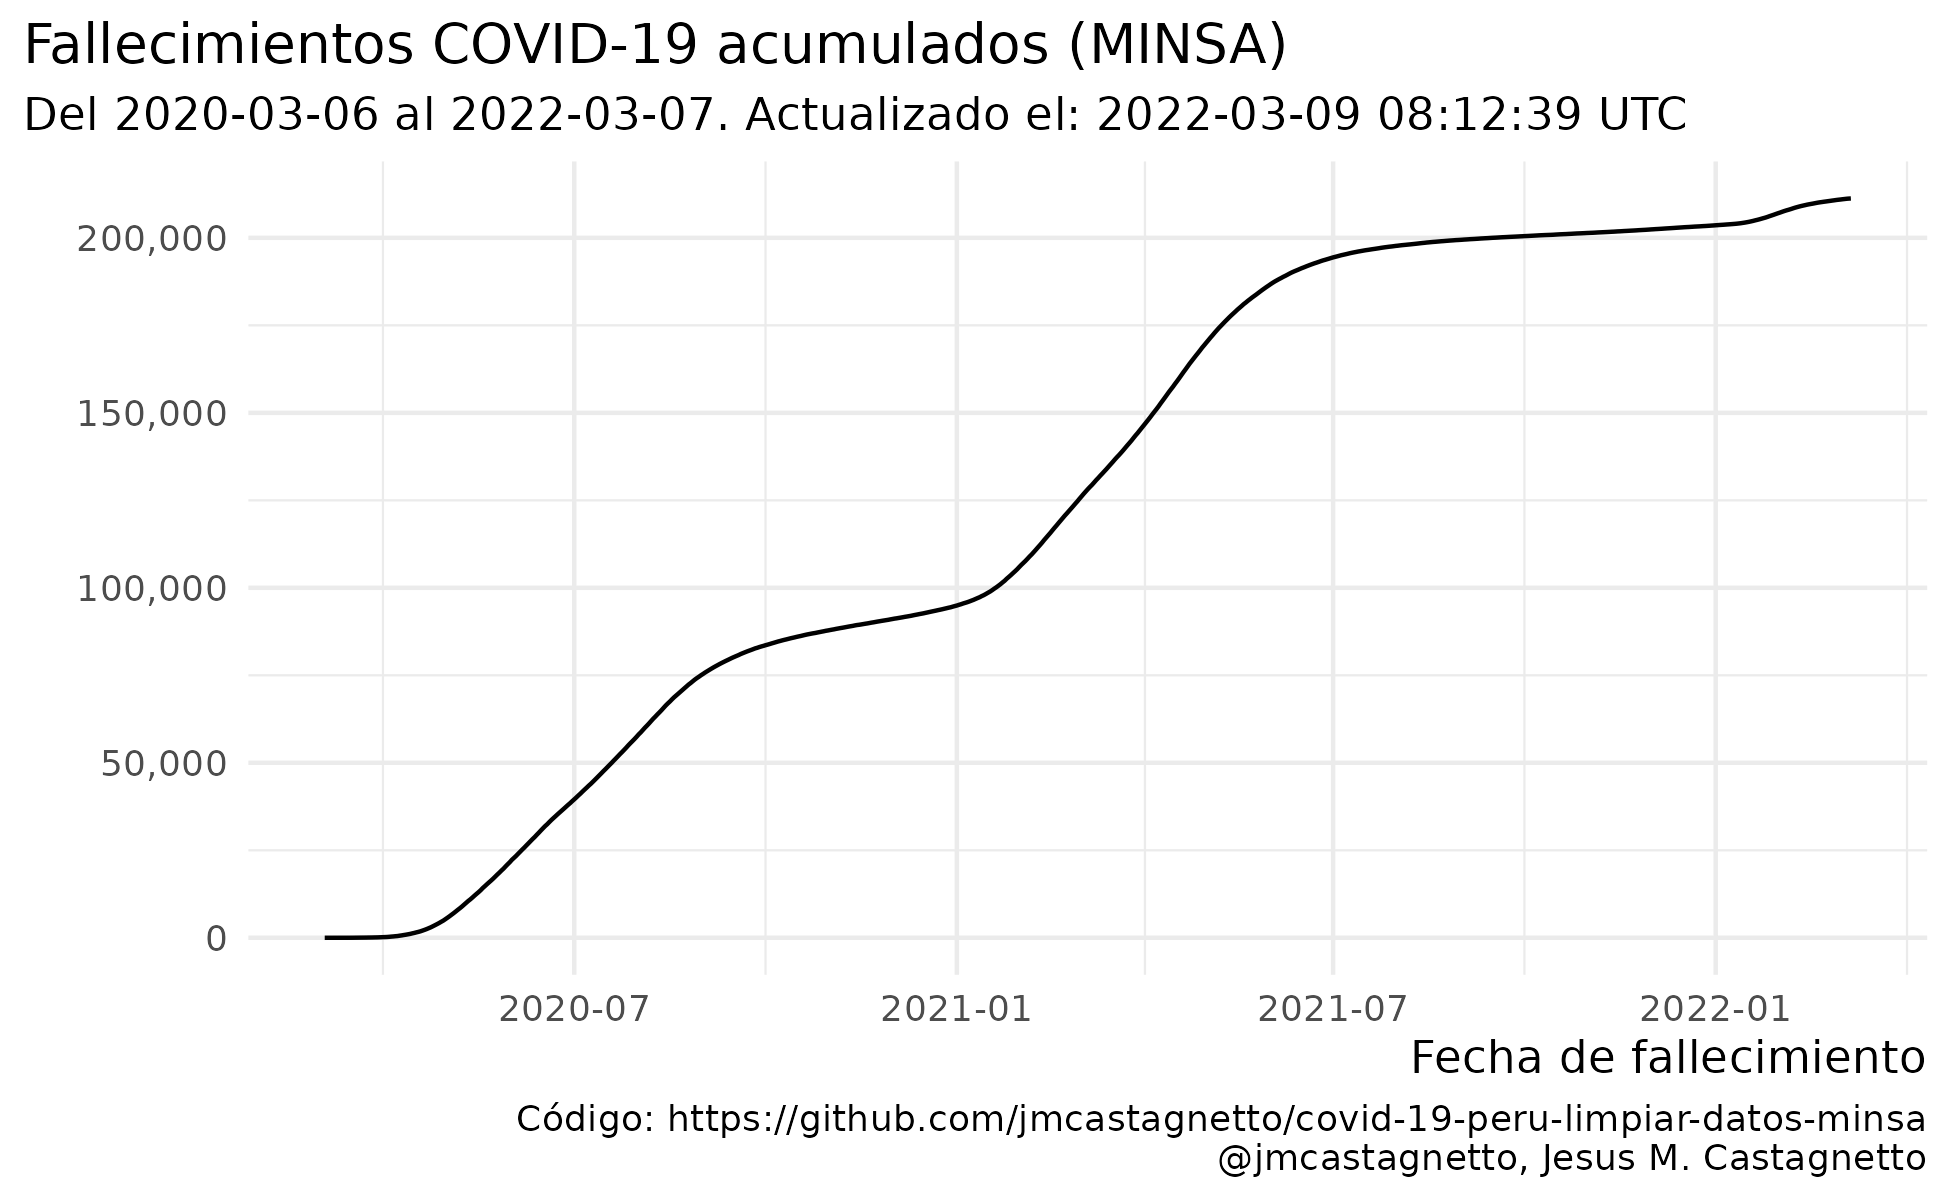 Fallecimientos COVID-19 acumulados (MINSA)
Del 2020-03-06 al 2022-03-07. Actualizado el: 2022-03-09 08:12:39 UTC
200,000
150,000
100,000
50,000
0
2020-07 2021-01 2021-07 2022-01
Fecha de fallecimiento
Código: https://github.com/jmcastagnetto/covid-19-peru-limpiar-datos-minsa
@jmcastagnetto, Jesus M. Castagnetto